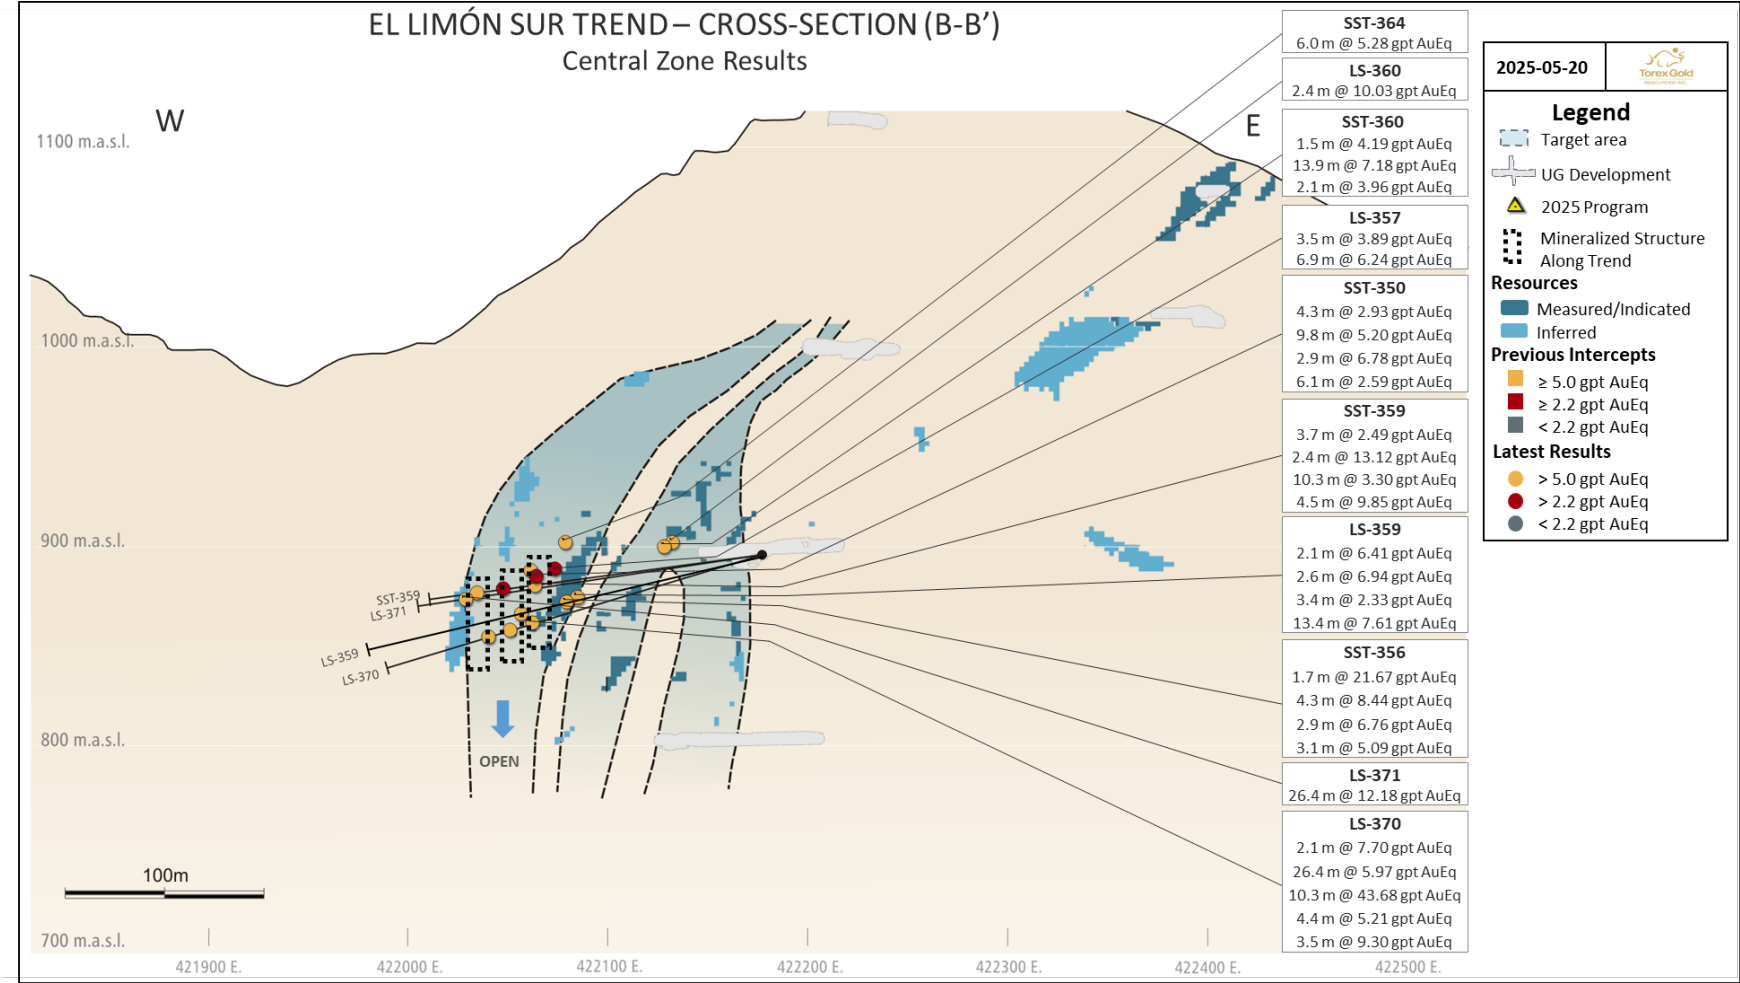 EL LIMÓN SUR TREND – CROSS-SECTION (B-B’)
Central Zone Results
W
E
1100 m.a.s.l.
1000 m.a.s.l.
900 m.a.s.l.
800 m.a.s.l.
700 m.a.s.l.
SST-359
LS-371
LS-359
LS-370
OPEN
100m
421900 E.
422000 E.
422100 E.
422200 E.
422300 E.
422400 E.
422500 E.
SST-364
6.0 m @ 5.28 gpt AuEq
LS-360
2.4 m @ 10.03 gpt AuEq
SST-360
1.5 m @ 4.19 gpt AuEq
13.9 m @ 7.18 gpt AuEq
2.1 m @ 3.96 gpt AuEq
LS-357
3.5 m @ 3.89 gpt AuEq
6.9 m @ 6.24 gpt AuEq
SST-350
4.3 m @ 2.93 gpt AuEq
9.8 m @ 5.20 gpt AuEq
2.9 m @ 6.78 gpt AuEq
6.1 m @ 2.59 gpt AuEq
SST-359
3.7 m @ 2.49 gpt AuEq
2.4 m @ 13.12 gpt AuEq
10.3 m @ 3.30 gpt AuEq
4.5 m @ 9.85 gpt AuEq
LS-359
2.1 m @ 6.41 gpt AuEq
2.6 m @ 6.94 gpt AuEq
3.4 m @ 2.33 gpt AuEq
13.4 m @ 7.61 gpt AuEq
SST-356
1.7 m @ 21.67 gpt AuEq
4.3 m @ 8.44 gpt AuEq
2.9 m @ 6.76 gpt AuEq
3.1 m @ 5.09 gpt AuEq
LS-371
26.4 m @ 12.18 gpt AuEq
LS-370
2.1 m @ 7.70 gpt AuEq
26.4 m @ 5.97 gpt AuEq
10.3 m @ 43.68 gpt AuEq
4.4 m @ 5.21 gpt AuEq
3.5 m @ 9.30 gpt AuEq
2025-05-20
Torex Gold
RESOURCES INC.
Legend
Target area
UG Development
2025 Program
Mineralized Structure
Along Trend
Resources
Measured/Indicated
Inferred
Previous Intercepts
≥ 5.0 gpt AuEq
≥ 2.2 gpt AuEq
< 2.2 gpt AuEq
Latest Results
> 5.0 gpt AuEq
> 2.2 gpt AuEq
< 2.2 gpt AuEq